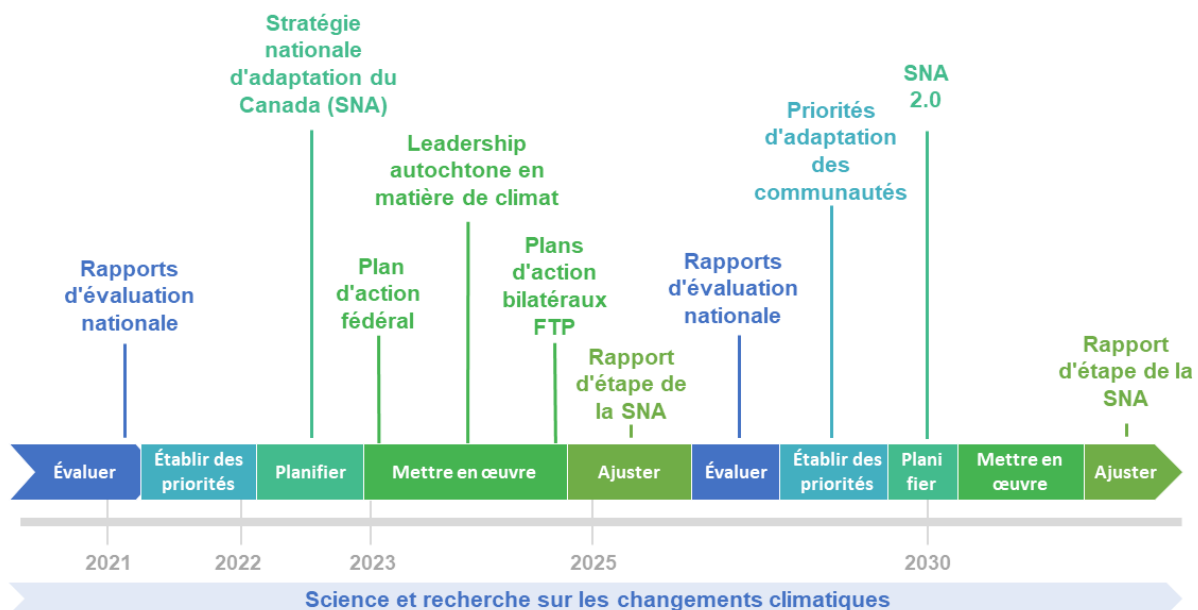 Stratégie
nationale
d'adaptation du
Canada (SNA)
SNA
2.0
Priorités
d'adaptation
des
communautés
Leadership
autochtone en
matière de climat
Rapports
d'évaluation
nationale
Plan
d'action
fédéral
Plans
d'action
bilatéraux
FTP
Rapports
d'évaluation
nationale
Rapport
d'étape de
la SNA
Rapport
d'étape de la
SNA
Évaluer
Établir des
priorités
Planifier
Mettre en œuvre
Ajuster
Évaluer
Établir des
priorités
Plani
fier
Mettre en
œuvre
Ajuster
2021
2022
2023
2025
2030
Science et recherche sur les changements climatiques